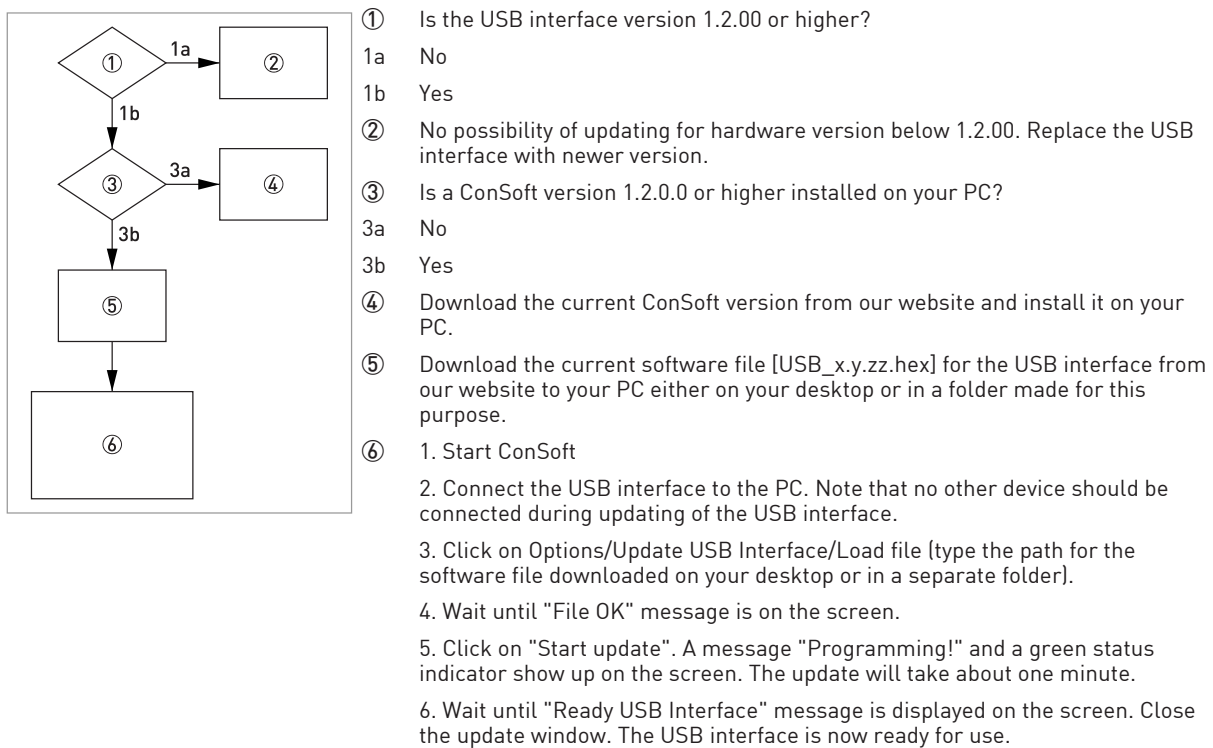 ①
1a
②
1b
③
3a
④
3b
⑤
⑥
① Is the USB interface version 1.2.00 or higher?
1a No
1b Yes
② No possibility of updating for hardware version below 1.2.00. Replace the USB
interface with newer version.
③ Is a ConSoft version 1.2.0.0 or higher installed on your PC?
3a No
3b Yes
④ Download the current ConSoft version from our website and install it on your
PC.
⑤ Download the current software file [USB_x.y.zz.hex] for the USB interface from
our website to your PC either on your desktop or in a folder made for this
purpose.
⑥ 1. Start ConSoft
2. Connect the USB interface to the PC. Note that no other device should be
connected during updating of the USB interface.
3. Click on Options/Update USB Interface/Load file (type the path for the
software file downloaded on your desktop or in a separate folder).
4. Wait until "File OK" message is on the screen.
5. Click on "Start update". A message "Programming!" and a green status
indicator show up on the screen. The update will take about one minute.
6. Wait until "Ready USB Interface" message is displayed on the screen. Close
the update window. The USB interface is now ready for use.